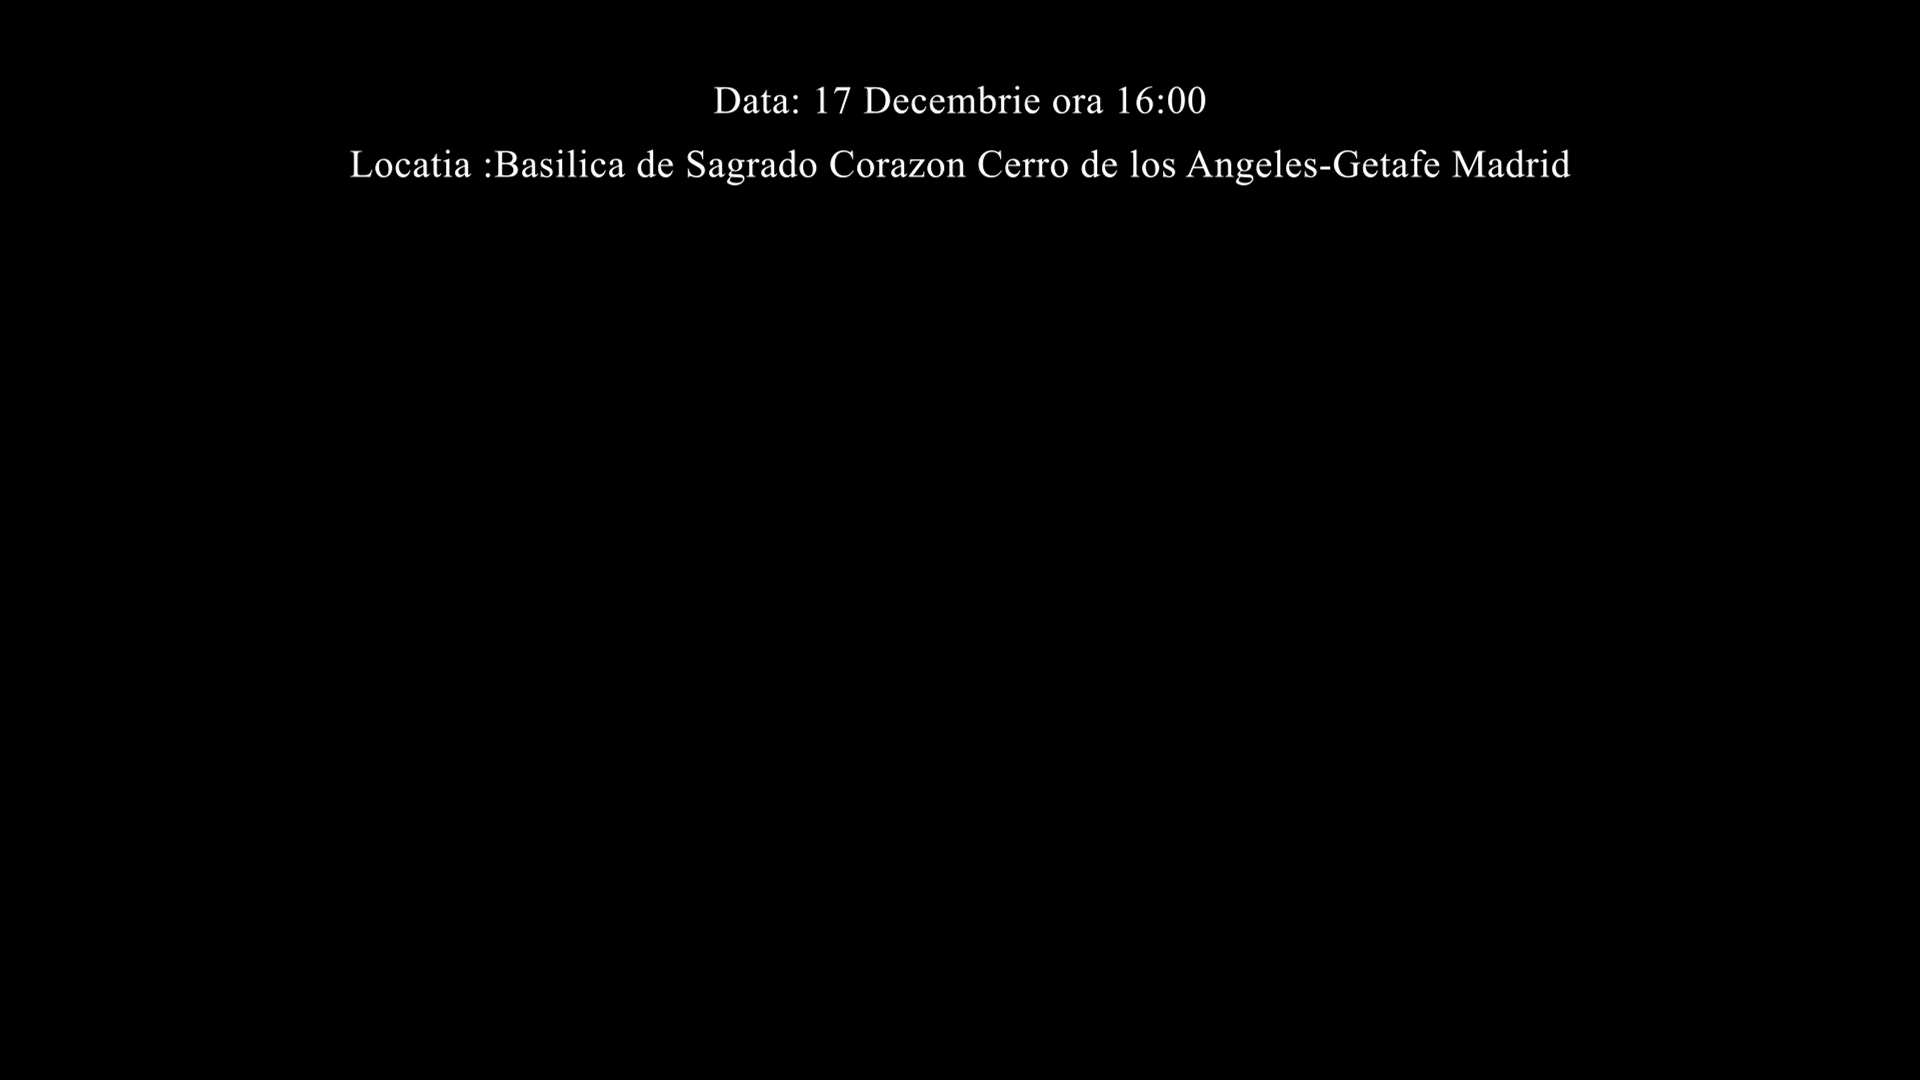 Data: 17 Decembrie ora 16:00
Locatia :Basilica de Sagrado Corazon Cerro de los Angeles-Getafe Madrid